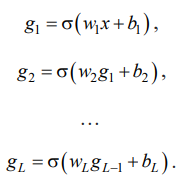 g₁ = σ(w₁x + b₁),
g₂ = σ(w₂g₁ + b₂),
...
g_L = σ(w_L g_{L−1} + b_L).